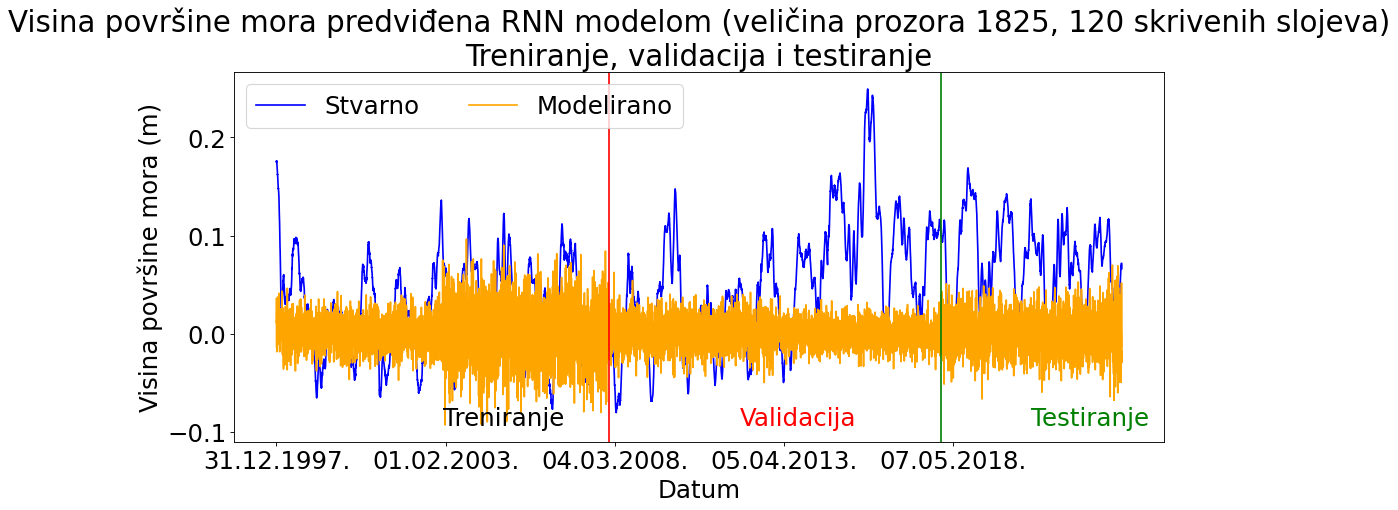 Visina površine mora predviđena RNN modelom (veličina prozora 1825, 120 skrivenih slojeva)
Treniranje, validacija i testiranje
Stvarno
Modelirano
Visina površine mora (m)
0.2
0.1
0.0
−0.1
Treniranje
Validacija
Testiranje
31.12.1997.
01.02.2003.
04.03.2008.
05.04.2013.
07.05.2018.
Datum